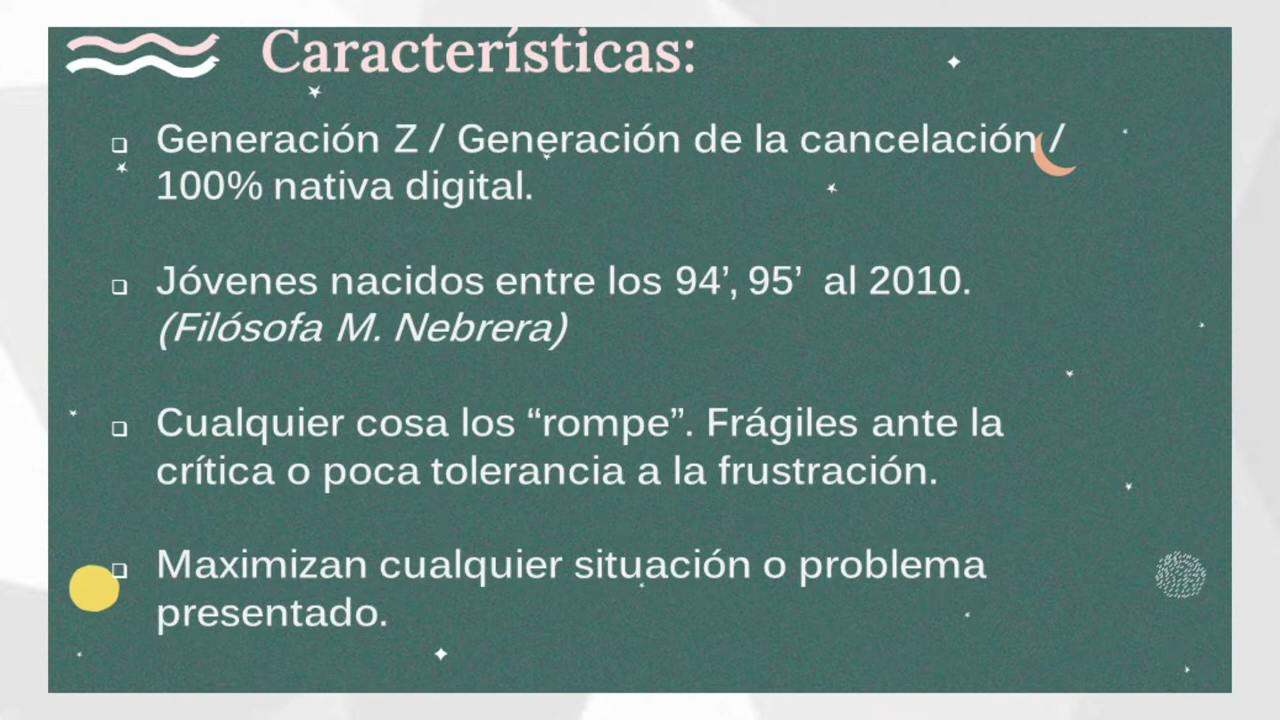 Características:
❑ Generación Z / Generación de la cancelación /
100% nativa digital.
❑ Jóvenes nacidos entre los 94’, 95’  al 2010.
(Filósofa M. Nebrera)
❑ Cualquier cosa los “rompe”. Frágiles ante la
crítica o poca tolerancia a la frustración.
❑ Maximizan cualquier situación o problema
presentado.